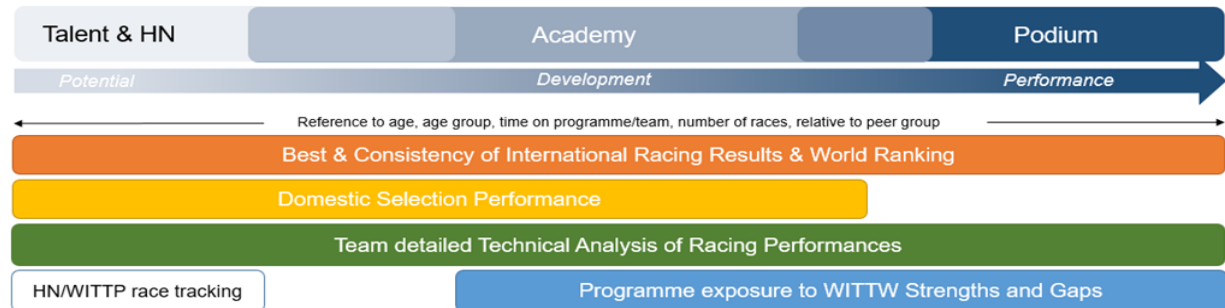 Talent & HN Academy Podium
Potential Development Performance
Reference to age, age group, time on programme/team, number of races, relative to peer group
Best & Consistency of International Racing Results & World Ranking
Domestic Selection Performance
Team detailed Technical Analysis of Racing Performances
HN/WITTP race tracking
Programme exposure to WITTW Strengths and Gaps